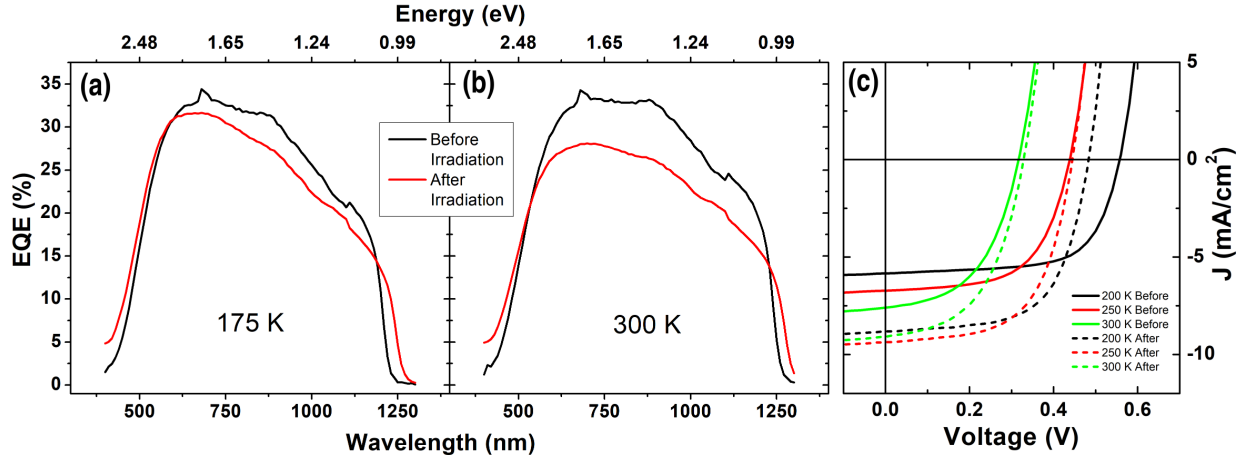 Energy (eV)
2.48 1.65 1.24 0.99 2.48 1.65 1.24 0.99
(a) (b) (c)
EQE (%)
35
30
25
20
15
10
5
0
Before
Irradiation
After
Irradiation
175 K
300 K
500 750 1000 1250 500 750 1000 1250
Wavelength (nm)
5
0
-5
-10
J (mA/cm²)
200 K Before
250 K Before
300 K Before
200 K After
250 K After
300 K After
0.0 0.2 0.4 0.6
Voltage (V)